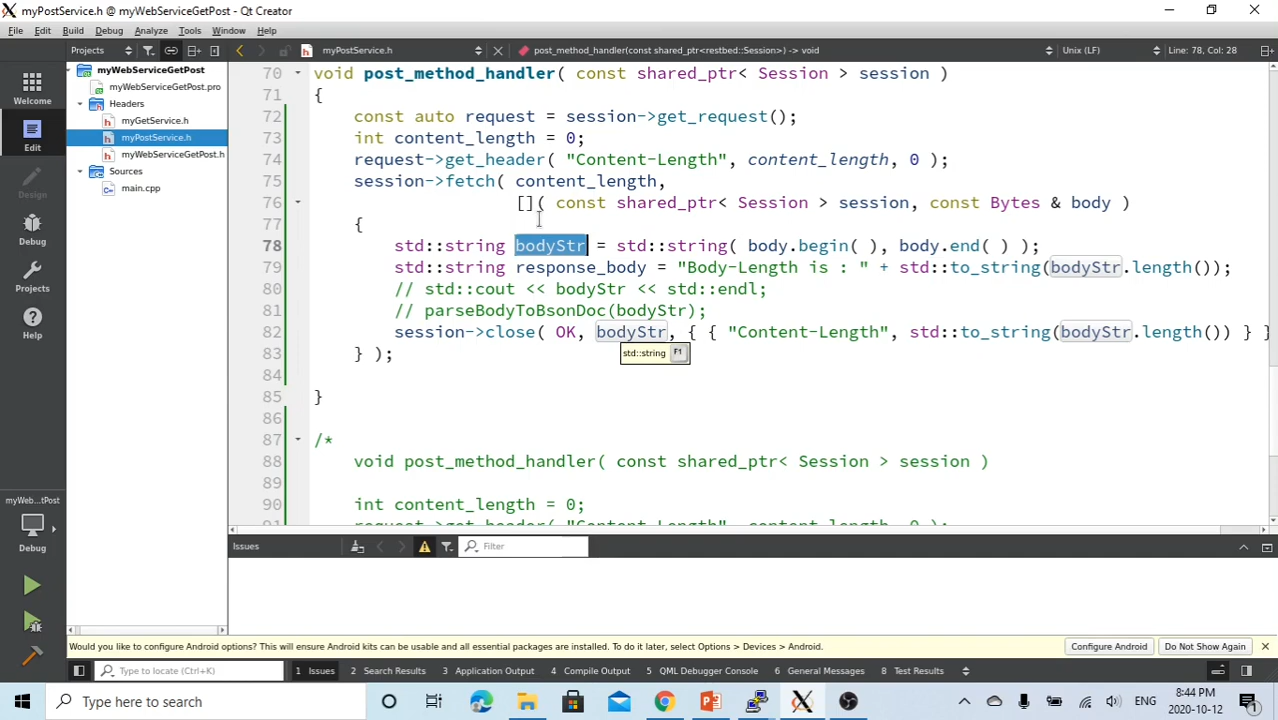 myPostService.h - Qt Creator
File Edit Build Debug Analyze Tools Window Help
Projects
myPostService.h
post_method_handler(const shared_ptr<restbed::Session>) -> void
Unix (LF)
Line: 78, Col: 28
Welcome
Edit
Design
Debug
Projects
Help
myWeb...tPost
Debug
myWebServiceGetPost
myWebServiceGetPost.pro
Headers
myGetService.h
myPostService.h
myWebServiceGetPost.h
Sources
main.cpp
70 void post_method_handler( const shared_ptr< Session > session )
71 {
72 const auto request = session->get_request();
73 int content_length = 0;
74 request->get_header( "Content-Length", content_length, 0 );
75 session->fetch( content_length,
76 []( const shared_ptr< Session > session, const Bytes & body )
77 {
78 std::string bodyStr = std::string( body.begin( ), body.end( ) );
79 std::string response_body = "Body-Length is : " + std::to_string(bodyStr.length());
80 // std::cout << bodyStr << std::endl;
81 // parseBodyToBsonDoc(bodyStr);
82 session->close( OK, bodyStr, { { "Content-Length", std::to_string(bodyStr.length()) } }
std::string F1
83 } );
84
85 }
86
87 /*
88 void post_method_handler( const shared_ptr< Session > session )
89
90 int content_length = 0;
91 request->get_header( "Content-Length", content_length, 0 );
Issues
Filter
Would you like to configure Android options? This will ensure Android kits can be usable and all essential packages are installed. To do it later, select Options > Devices > Android.
Configure Android
Do Not Show Again
Type to locate (Ctrl+K)
1 Issues 2 Search Results 3 Application Output 4 Compile Output 5 QML Debugger Console 6 General Messages 8 Test Results
Type here to search
ENG
8:44 PM
2020-10-12
1